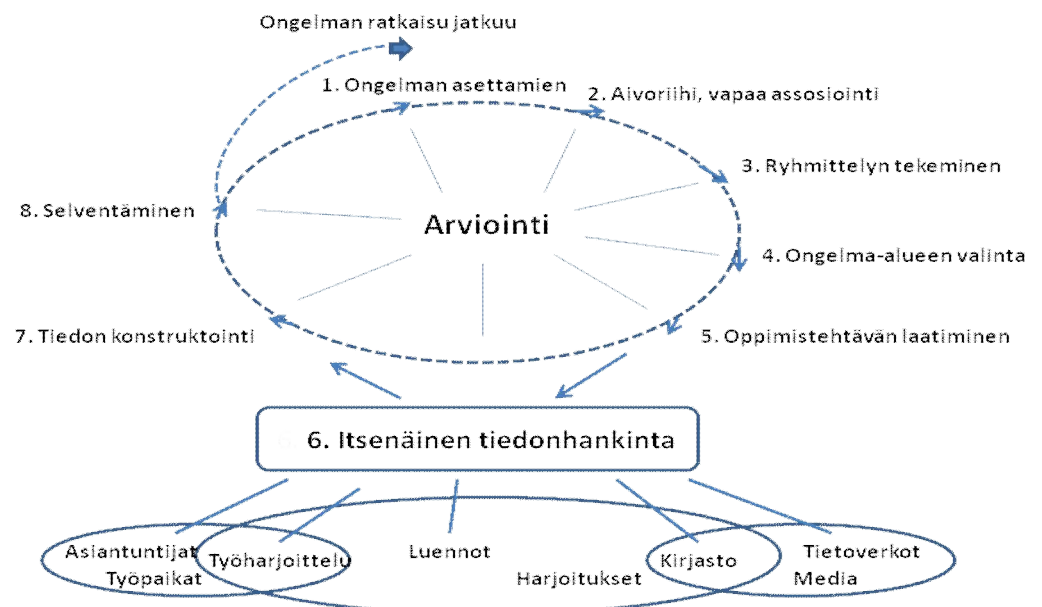 Ongelman ratkaisu jatkuu
1. Ongelman asettamien
2. Aivoriihi, vapaa assosiointi
3. Ryhmittelyn tekeminen
8. Selventäminen
Arviointi
4. Ongelma-alueen valinta
7. Tiedon konstruktointi
5. Oppimistehtävän laatiminen
6. Itsenäinen tiedonhankinta
Asiantuntijat
Työpaikat
Työharjoittelu
Luennot
Harjoitukset
Kirjasto
Tietoverkot
Media